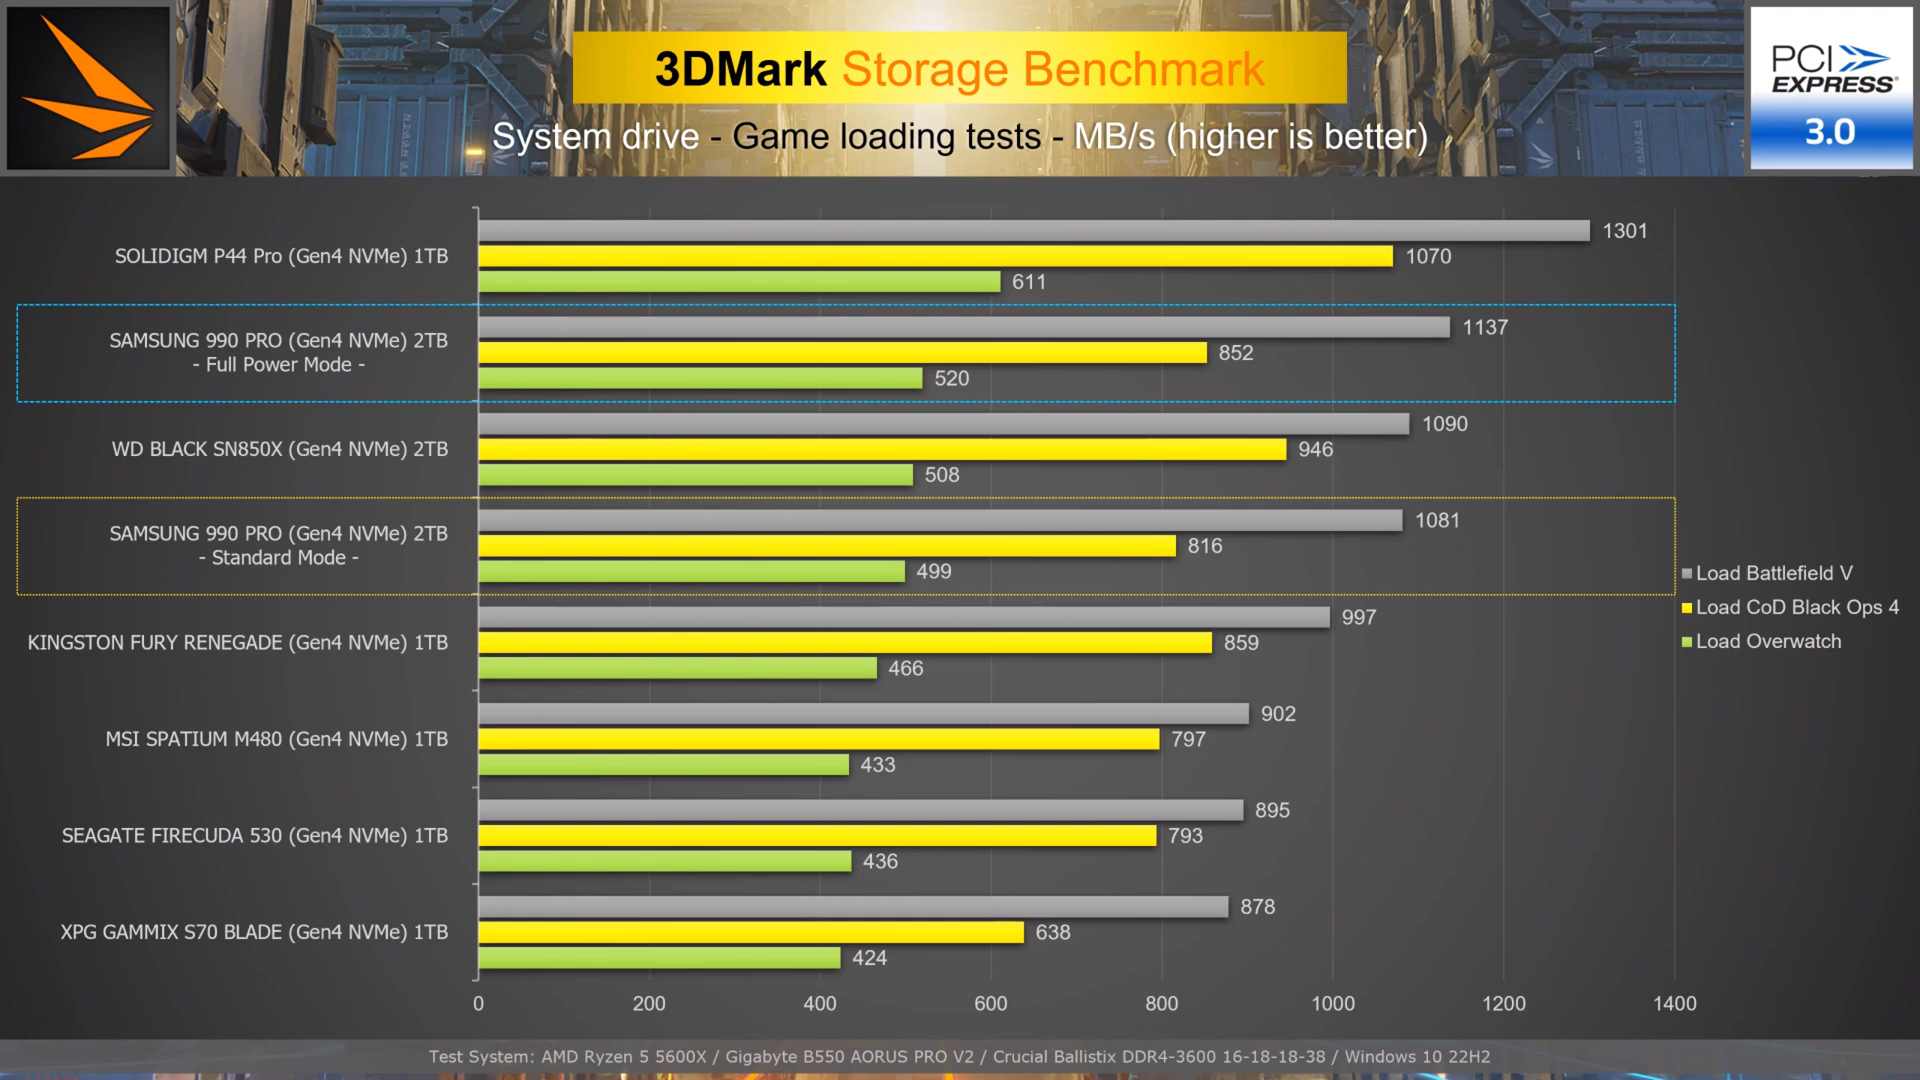 3DMark Storage Benchmark
System drive - Game loading tests - MB/s (higher is better)
PCI
EXPRESS®
3.0
SOLIDIGM P44 Pro (Gen4 NVMe) 1TB
1301
1070
611
SAMSUNG 990 PRO (Gen4 NVMe) 2TB
- Full Power Mode -
1137
852
520
WD BLACK SN850X (Gen4 NVMe) 2TB
1090
946
508
SAMSUNG 990 PRO (Gen4 NVMe) 2TB
- Standard Mode -
1081
816
499
KINGSTON FURY RENEGADE (Gen4 NVMe) 1TB
997
859
466
MSI SPATIUM M480 (Gen4 NVMe) 1TB
902
797
433
SEAGATE FIRECUDA 530 (Gen4 NVMe) 1TB
895
793
436
XPG GAMMIX S70 BLADE (Gen4 NVMe) 1TB
878
638
424
0 200 400 600 800 1000 1200 1400
Load Battlefield V
Load CoD Black Ops 4
Load Overwatch
Test System: AMD Ryzen 5 5600X / Gigabyte B550 AORUS PRO V2 / Crucial Ballistix DDR4-3600 16-18-18-38 / Windows 10 22H2